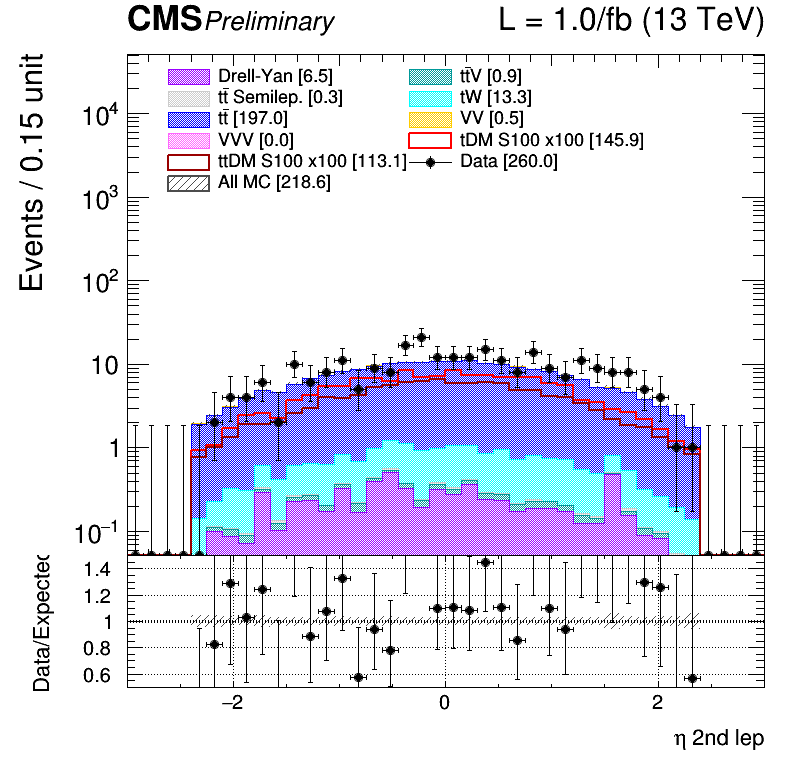 CMS Preliminary L = 1.0/fb (13 TeV)
Events / 0.15 unit
Drell-Yan [6.5] tt̄V [0.9]
tt̄ Semilep. [0.3] tW [13.3]
tt̄ [197.0] VV [0.5]
VVV [0.0] tDM S100 x100 [145.9]
ttDM S100 x100 [113.1] Data [260.0]
All MC [218.6]
10⁴
10³
10²
10
1
10⁻¹
Data/Expected
1.4
1.2
1
0.8
0.6
−2 0 2
η 2nd lep